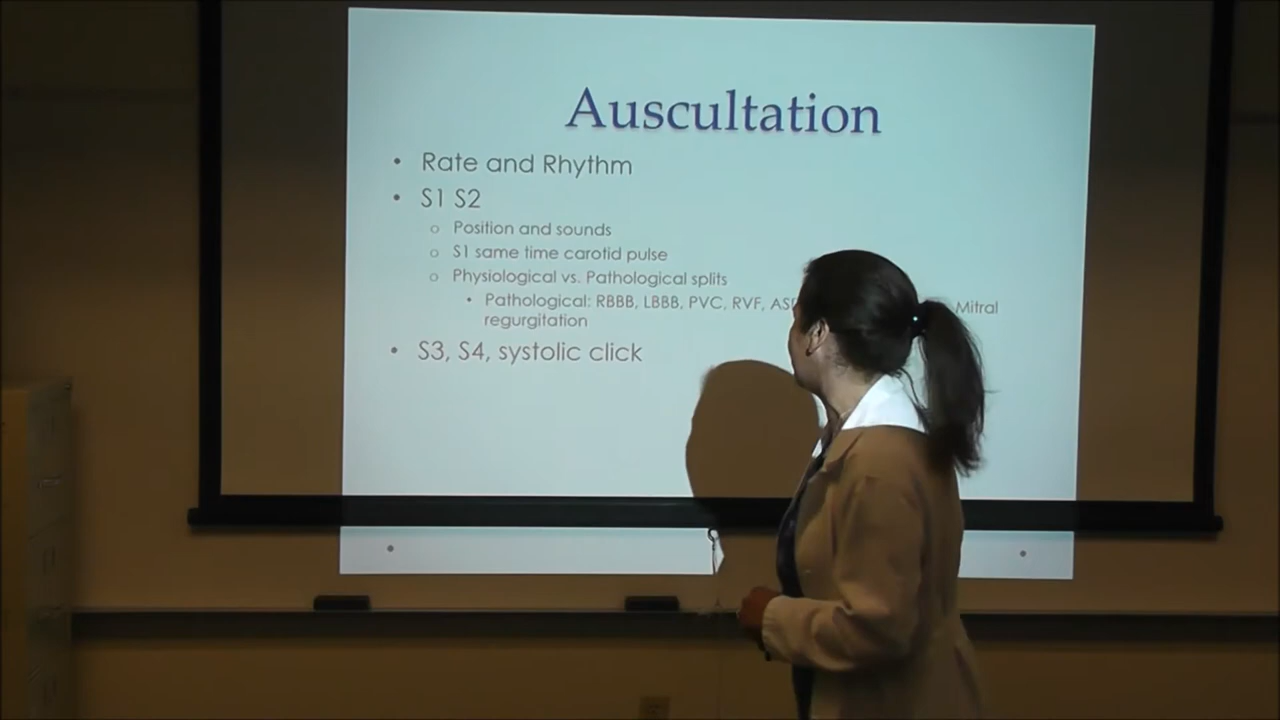 Auscultation
• Rate and Rhythm
• S1 S2
o Position and sounds
o S1 same time carotid pulse
o Physiological vs. Pathological splits
• Pathological: RBBB, LBBB, PVC, RVF, Mitral
regurgitation
• S3, S4, systolic click